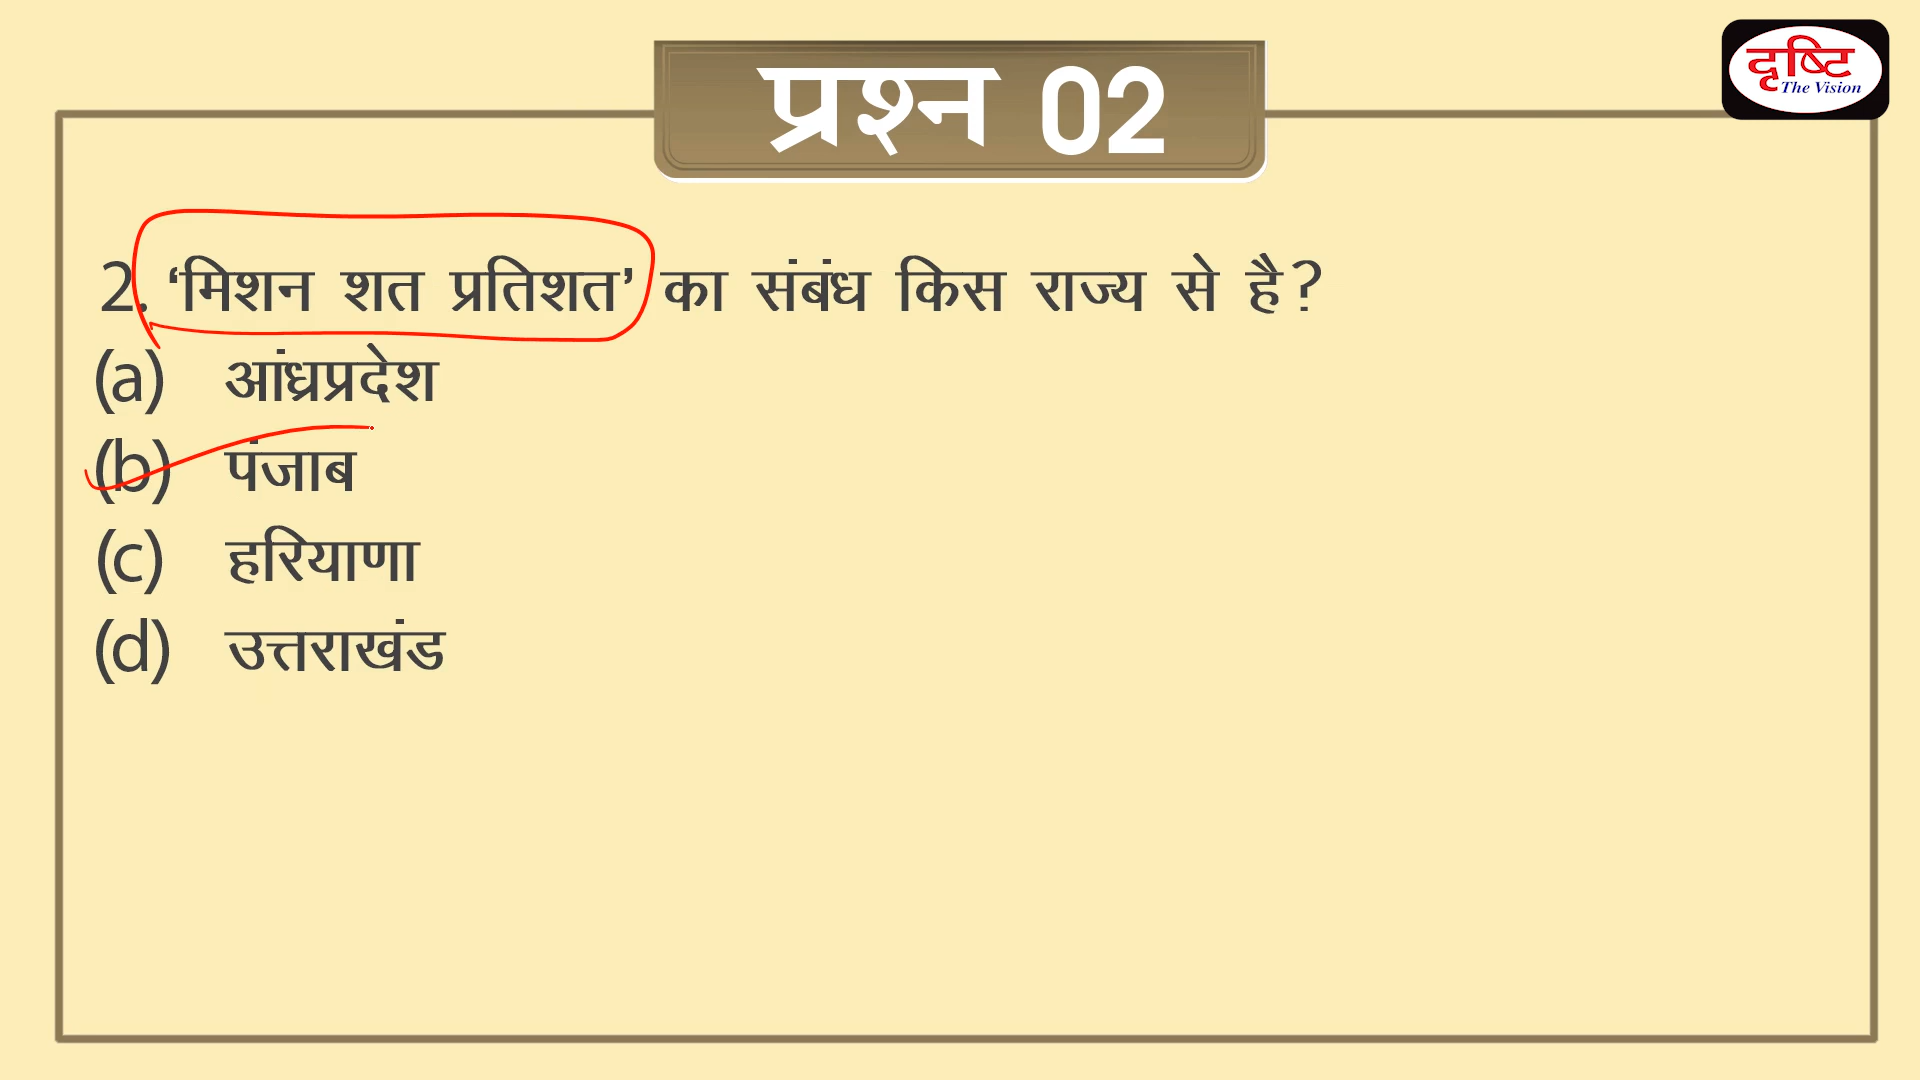 दृष्टि
The Vision
प्रश्न 02
2. ‘मिशन शत प्रतिशत’ का संबंध किस राज्य से है?
(a) आंध्रप्रदेश
(b) पंजाब
(c) हरियाणा
(d) उत्तराखंड